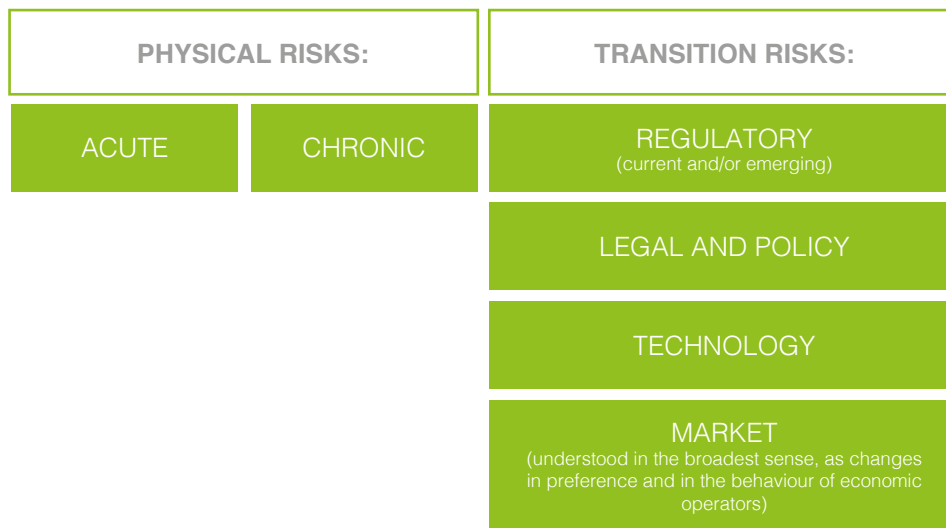 PHYSICAL RISKS:
TRANSITION RISKS:
ACUTE
CHRONIC
REGULATORY
(current and/or emerging)
LEGAL AND POLICY
TECHNOLOGY
MARKET
(understood in the broadest sense, as changes
in preference and in the behaviour of economic
operators)